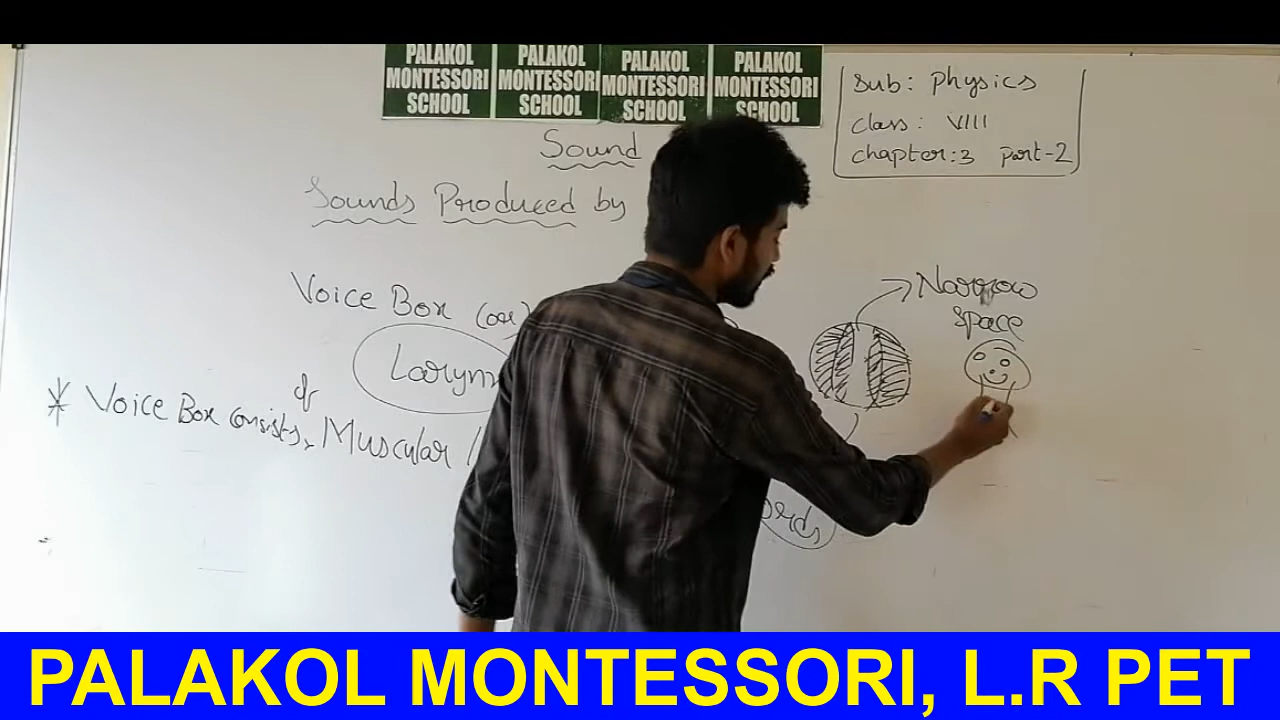 PALAKOL MONTESSORI SCHOOL
PALAKOL MONTESSORI SCHOOL
PALAKOL MONTESSORI SCHOOL
PALAKOL MONTESSORI SCHOOL
Sub: Physics
Class: VIII
Chapter:3 Part-2
Sound
Sounds Produced by
Voice Box (or)
Larynx
Narrow
Space
* Voice Box consists of Muscular
PALAKOL MONTESSORI, L.R PET